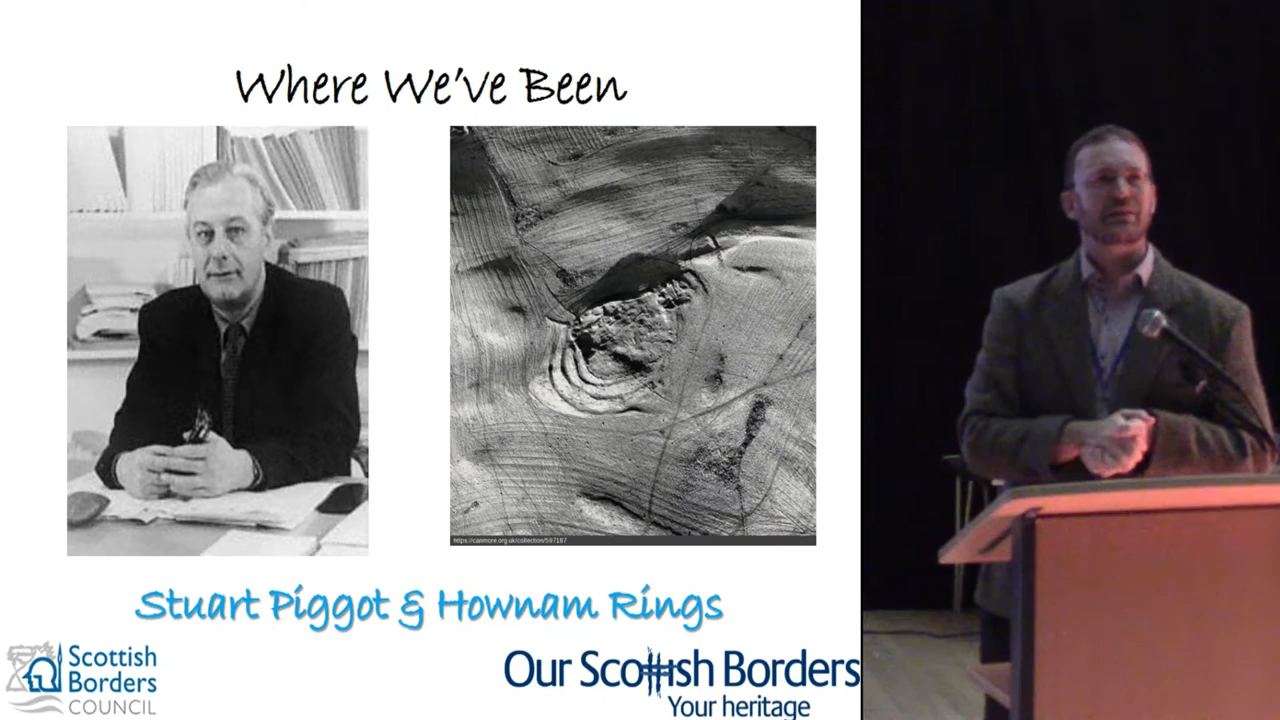 Where We've Been
https://canmore.org.uk/collection/597187
Stuart Piggot & Hownam Rings
Scottish
Borders
COUNCIL
Our Scottish Borders
Your heritage